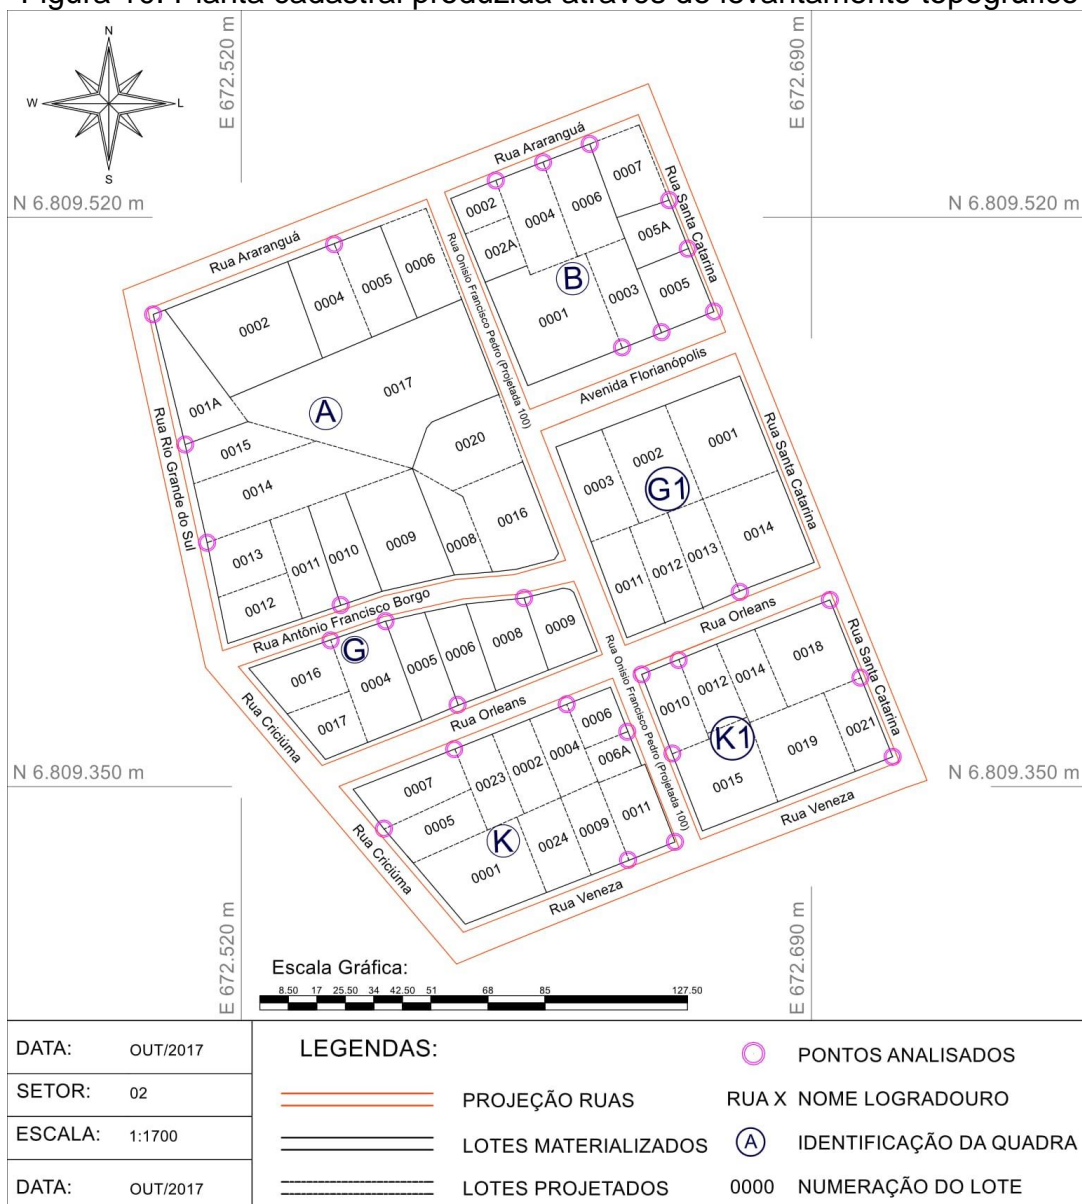 Figura 10: Planta cadastral produzida através de levantamento topográfico
N
W
L
S
E 672.520 m
E 672.690 m
N 6.809.520 m
N 6.809.520 m
Rua Araranguá
Rua Araranguá
Rua Santa Catarina
Rua Onisio Francisco Pedro (Projetada 100)
0002
0004
0006
0007
002A
005A
B
0001
0003
0005
Avenida Florianópolis
0002
0004
0005
0006
0017
001A
A
0015
0014
0020
Rua Rio Grande do Sul
0013
0011
0010
0009
0008
0016
0012
Rua Antônio Francisco Borgo
0003
0002
0001
G1
0011
0012
0013
0014
Rua Santa Catarina
Rua Orleans
G
0016
0017
0004
0005
0006
0008
0009
Rua Criciúma
Rua Orleans
Rua Onisio Francisco Pedro (Projetada 100)
0010
0012
0014
0018
K1
0015
0019
0021
Rua Santa Catarina
Rua Veneza
0007
0023
0002
0004
0006
006A
0005
K
0001
0024
0009
0011
Rua Criciúma
Rua Veneza
N 6.809.350 m
N 6.809.350 m
E 672.520 m
E 672.690 m
Escala Gráfica:
8.50 17 25.50 34 42.50 51 68 85 127.50
DATA: OUT/2017
SETOR: 02
ESCALA: 1:1700
DATA: OUT/2017
LEGENDAS:
PROJEÇÃO RUAS
LOTES MATERIALIZADOS
LOTES PROJETADOS
PONTOS ANALISADOS
RUA X NOME LOGRADOURO
A IDENTIFICAÇÃO DA QUADRA
0000 NUMERAÇÃO DO LOTE